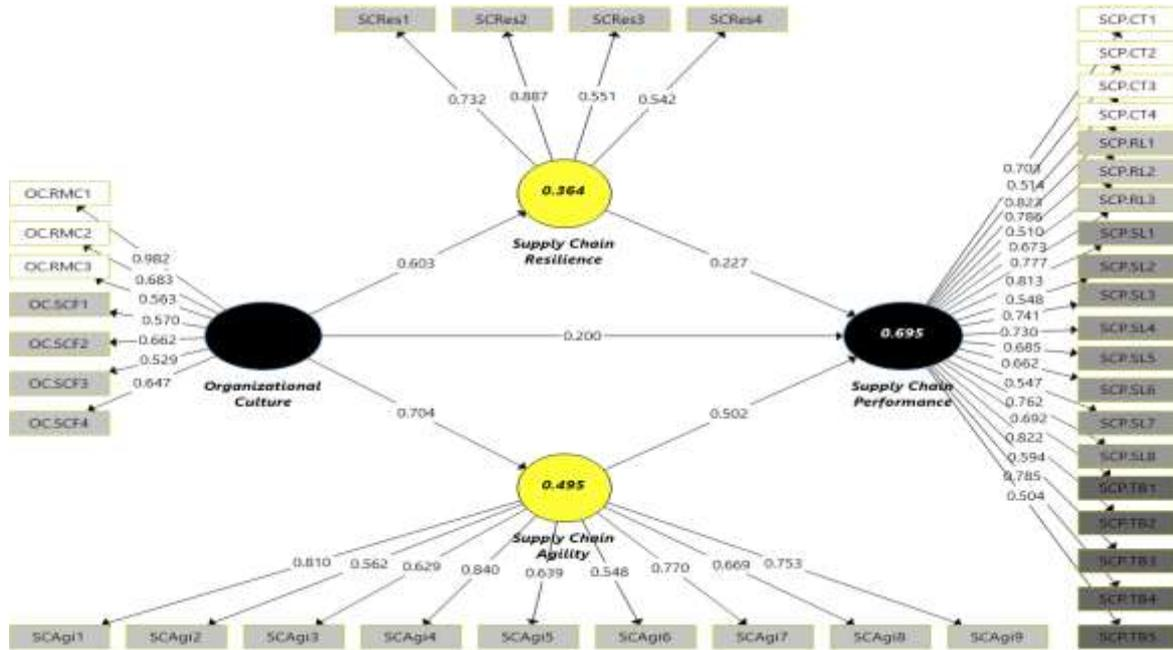 SCRes1 SCRes2 SCRes3 SCRes4
0.732 0.887 0.551 0.542
0.364
Supply Chain
Resilience
OC.RMC1
OC.RMC2
OC.RMC3
OC.SCF1
OC.SCF2
OC.SCF3
OC.SCF4
0.982
0.683
0.563
0.570
0.662
0.529
0.647
Organizational
Culture
0.603
0.227
0.200
0.704
0.502
0.695
Supply Chain
Performance
0.495
Supply Chain
Agility
0.810 0.562 0.629 0.840 0.639 0.548 0.770 0.669 0.753
SCAgi1 SCAgi2 SCAgi3 SCAgi4 SCAgi5 SCAgi6 SCAgi7 SCAgi8 SCAgi9
0.703
0.514
0.823
0.786
0.510
0.673
0.777
0.813
0.548
0.741
0.730
0.685
0.662
0.547
0.762
0.692
0.822
0.594
0.785
0.504
SCP.CT1
SCP.CT2
SCP.CT3
SCP.CT4
SCP.RL1
SCP.RL2
SCP.RL3
SCP.SL1
SCP.SL2
SCP.SL3
SCP.SL4
SCP.SL5
SCP.SL6
SCP.SL7
SCP.SL8
SCP.TB1
SCP.TB2
SCP.TB3
SCP.TB4
SCP.TB5